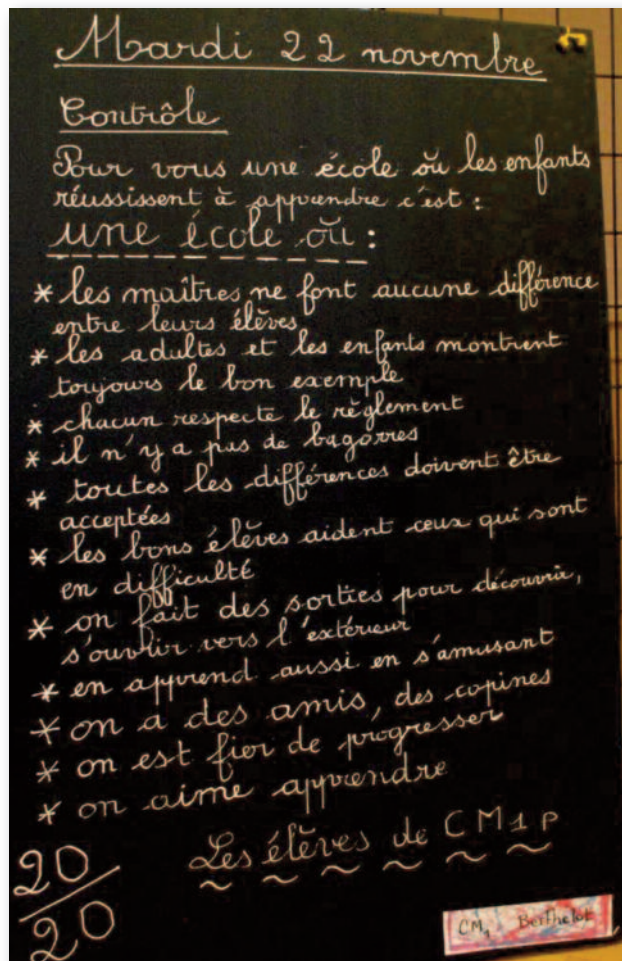 Mardi 22 novembre
Contrôle
Pour vous une école où les enfants
réussissent à apprendre c'est :
une école où :
* les maîtres ne font aucune différence
entre leurs élèves
* les adultes et les enfants montrent
toujours le bon exemple
* chacun respecte le règlement
* il n'y a pas de bagarres
* toutes les différences doivent être
acceptées
* les bons élèves aident ceux qui sont
en difficulté
* on fait des sorties pour découvrir,
s'ouvrir vers l'extérieur
* en apprend aussi en s'amusant
* on a des amis, des copines
* on est fier de progresser
* on aime apprendre
Les élèves de CM1 P
20
20
CM1 Berthelot